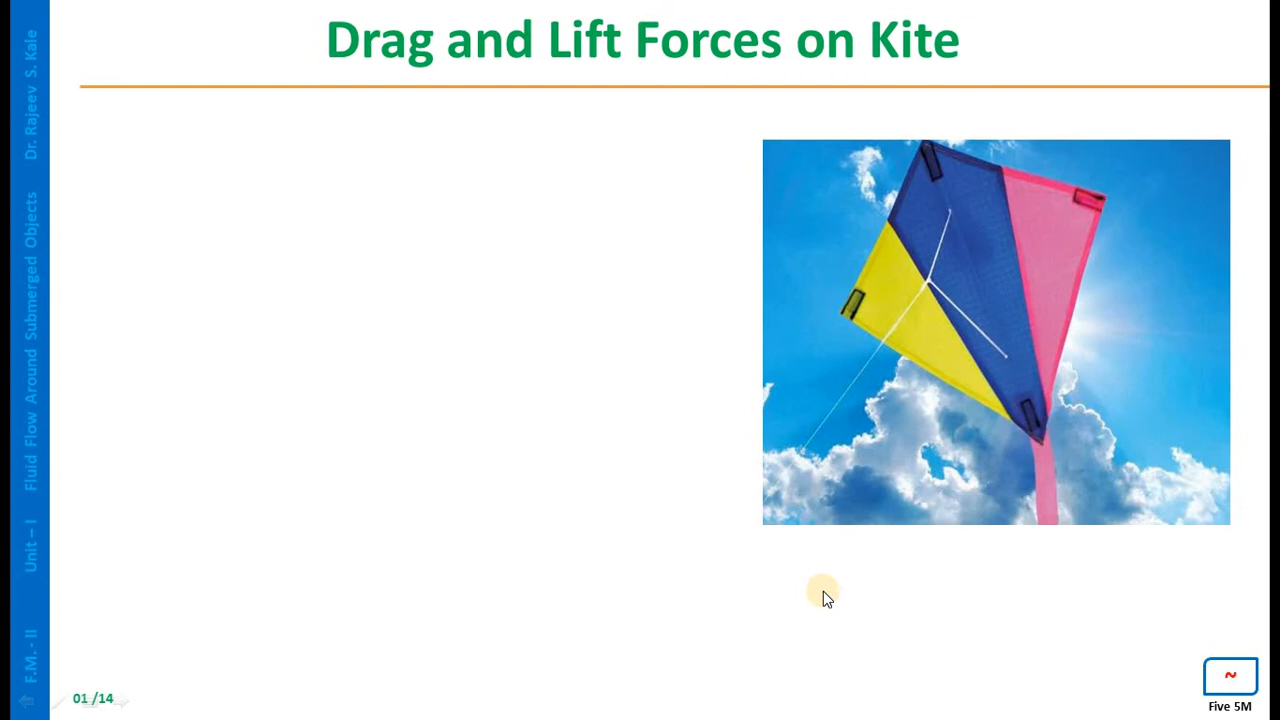 Drag and Lift Forces on Kite
F.M. - II Unit – I Fluid Flow Around Submerged Objects Dr. Rajeev S. Kale
01 /14
~
Five 5M